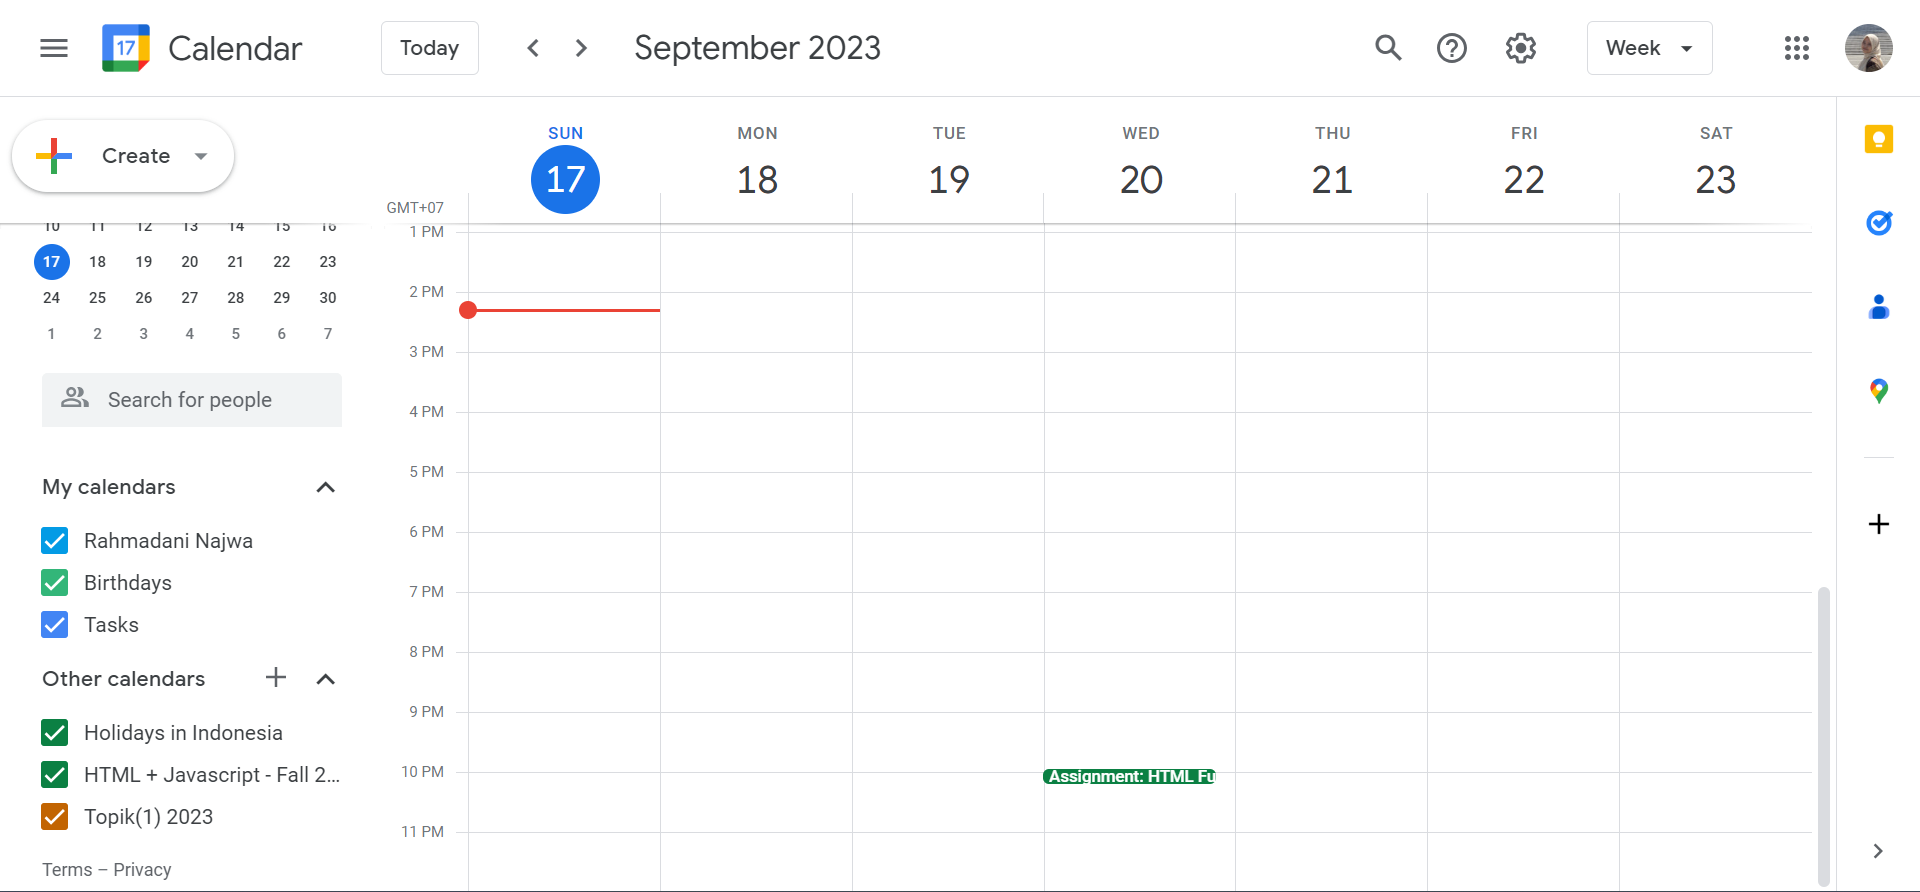 17 Calendar Today September 2023 Week
Create
SUN MON TUE WED THU FRI SAT
17 18 19 20 21 22 23
GMT+07
10 11 12 13 14 15 16
17 18 19 20 21 22 23
24 25 26 27 28 29 30
1 2 3 4 5 6 7
Search for people
My calendars
Rahmadani Najwa
Birthdays
Tasks
Other calendars
Holidays in Indonesia
HTML + Javascript - Fall 2...
Topik(1) 2023
Terms – Privacy
1 PM
2 PM
3 PM
4 PM
5 PM
6 PM
7 PM
8 PM
9 PM
10 PM
Assignment: HTML Fu
11 PM